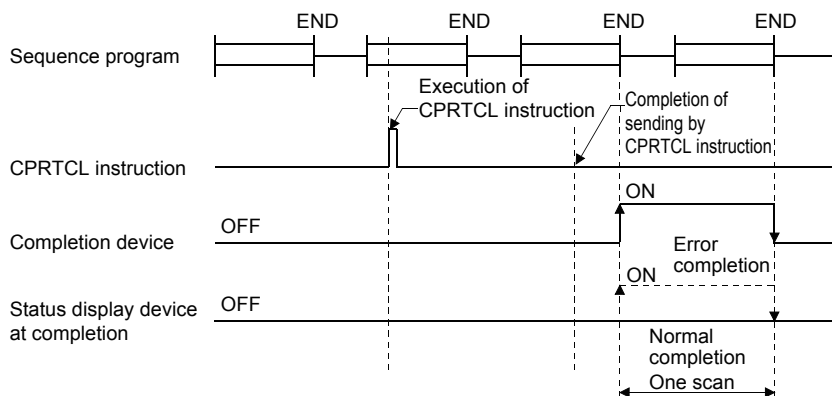 END END END END
Sequence program
Execution of
CPRTCL instruction
Completion of
sending by
CPRTCL instruction
CPRTCL instruction
ON
OFF
Completion device
Error
completion
ON
OFF
Status display device
at completion
Normal
completion
One scan